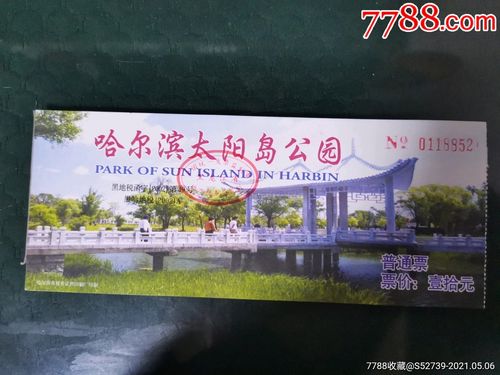 7788.com
哈尔滨太阳岛公园
№ 0118952
PARK OF SUN ISLAND IN HARBIN
普通票
票价：壹拾元
7788收藏@S52739-2021.05.06